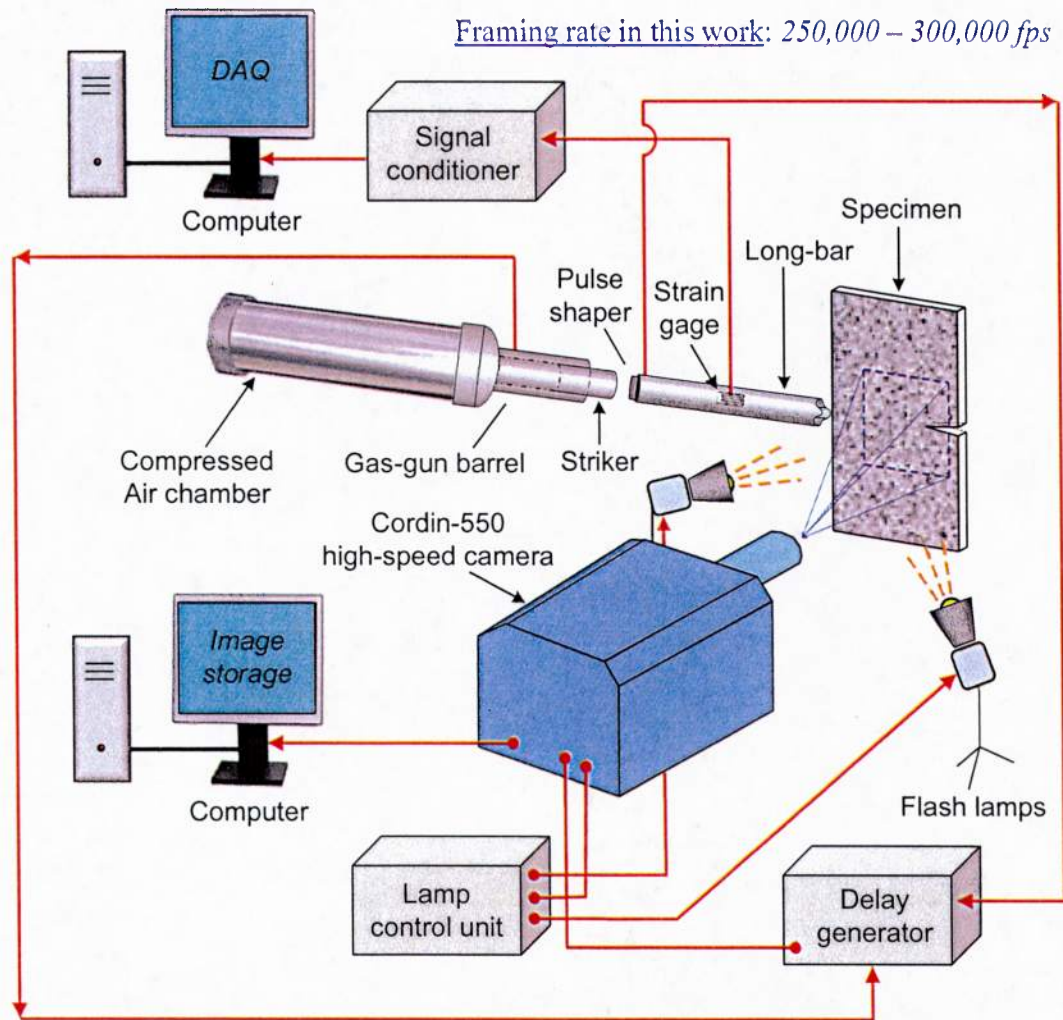 Framing rate in this work: 250,000 – 300,000 fps
DAQ
Computer
Signal
conditioner
Specimen
Long-bar
Pulse
shaper
Strain
gage
Compressed
Air chamber
Gas-gun barrel
Striker
Cordin-550
high-speed camera
Image
storage
Computer
Flash lamps
Lamp
control unit
Delay
generator